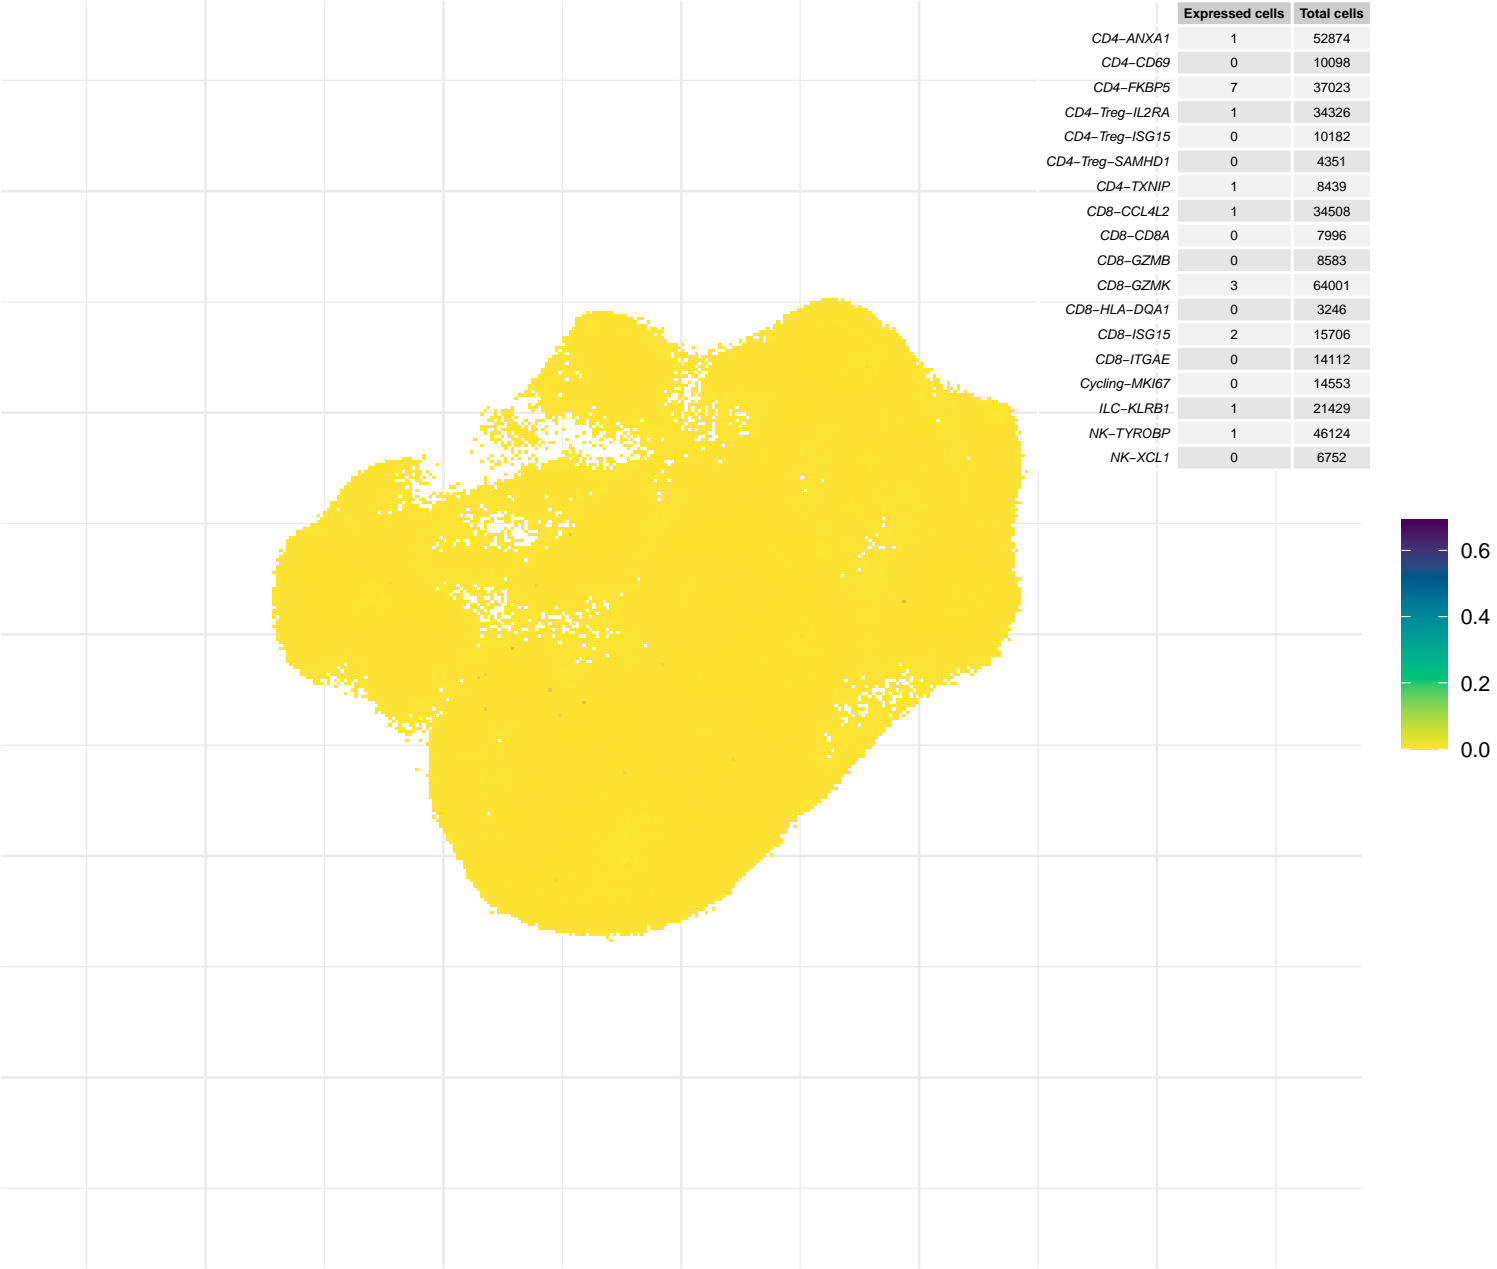 Expressed cells Total cells
CD4−ANXA1 1 52874
CD4−CD69 0 10098
CD4−FKBP5 7 37023
CD4−Treg−IL2RA 1 34326
CD4−Treg−ISG15 0 10182
CD4−Treg−SAMHD1 0 4351
CD4−TXNIP 1 8439
CD8−CCL4L2 1 34508
CD8−CD8A 0 7996
CD8−GZMB 0 8583
CD8−GZMK 3 64001
CD8−HLA−DQA1 0 3246
CD8−ISG15 2 15706
CD8−ITGAE 0 14112
Cycling−MKI67 0 14553
ILC−KLRB1 1 21429
NK−TYROBP 1 46124
NK−XCL1 0 6752
0.6
0.4
0.2
0.0